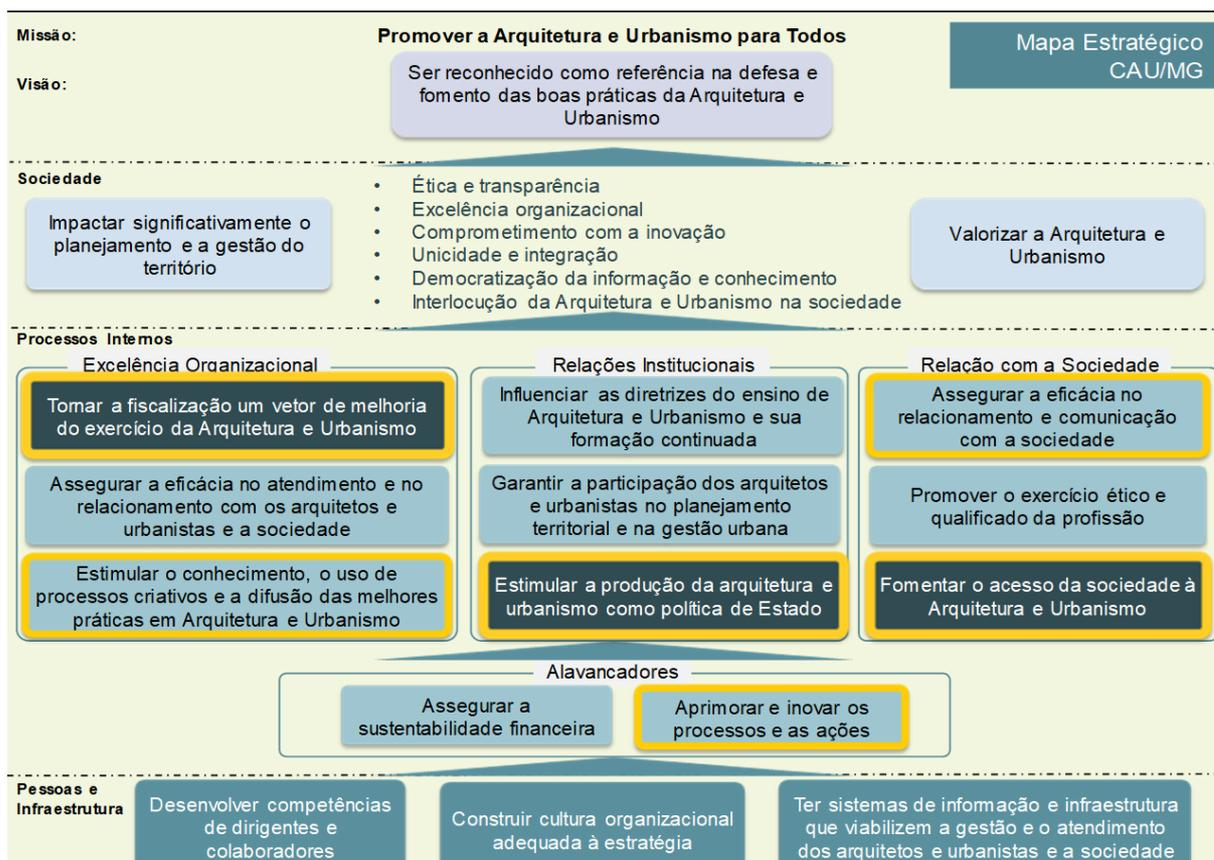 Missão:
Promover a Arquitetura e Urbanismo para Todos
Mapa Estratégico
CAU/MG
Visão:
Ser reconhecido como referência na defesa e
fomento das boas práticas da Arquitetura e
Urbanismo
Sociedade
Impactar significativamente o
planejamento e a gestão do
território
• Ética e transparência
• Excelência organizacional
• Comprometimento com a inovação
• Unicidade e integração
• Democratização da informação e conhecimento
• Interlocução da Arquitetura e Urbanismo na sociedade
Valorizar a Arquitetura e
Urbanismo
Processos Internos
Excelência Organizacional
Tornar a fiscalização um vetor de melhoria
do exercício da Arquitetura e Urbanismo
Assegurar a eficácia no atendimento e no
relacionamento com os arquitetos e
urbanistas e a sociedade
Estimular o conhecimento, o uso de
processos criativos e a difusão das melhores
práticas em Arquitetura e Urbanismo
Relações Institucionais
Influenciar as diretrizes do ensino de
Arquitetura e Urbanismo e sua
formação continuada
Garantir a participação dos arquitetos
e urbanistas no planejamento
territorial e na gestão urbana
Estimular a produção da arquitetura e
urbanismo como política de Estado
Relação com a Sociedade
Assegurar a eficácia no
relacionamento e comunicação
com a sociedade
Promover o exercício ético e
qualificado da profissão
Fomentar o acesso da sociedade à
Arquitetura e Urbanismo
Alavancadores
Assegurar a
sustentabilidade financeira
Aprimorar e inovar os
processos e as ações
Pessoas e
Infraestrutura
Desenvolver competências
de dirigentes e
colaboradores
Construir cultura organizacional
adequada à estratégia
Ter sistemas de informação e infraestrutura
que viabilizem a gestão e o atendimento
dos arquitetos e urbanistas e a sociedade